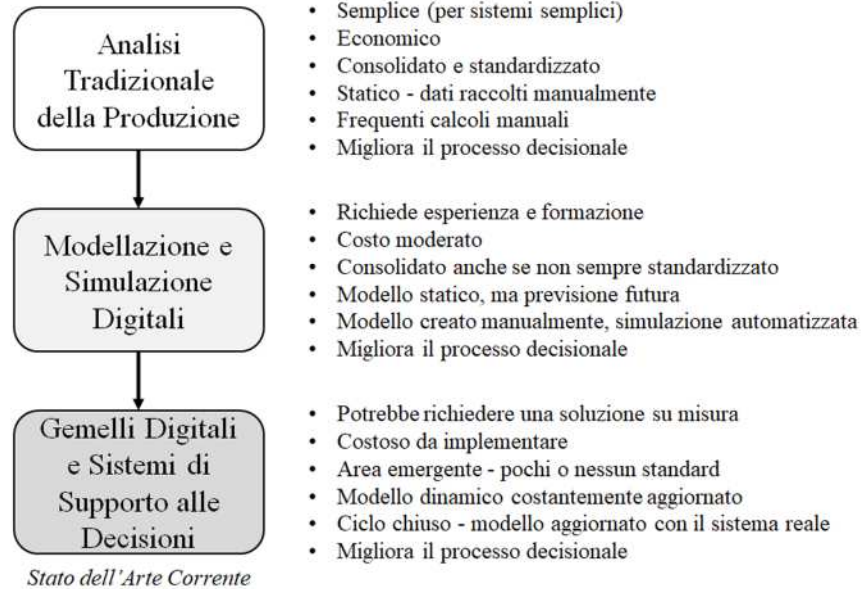 Analisi
Tradizionale
della Produzione
• Semplice (per sistemi semplici)
• Economico
• Consolidato e standardizzato
• Statico - dati raccolti manualmente
• Frequenti calcoli manuali
• Migliora il processo decisionale
Modellazione e
Simulazione
Digitali
• Richiede esperienza e formazione
• Costo moderato
• Consolidato anche se non sempre standardizzato
• Modello statico, ma previsione futura
• Modello creato manualmente, simulazione automatizzata
• Migliora il processo decisionale
Gemelli Digitali
e Sistemi di
Supporto alle
Decisioni
• Potrebbe richiedere una soluzione su misura
• Costoso da implementare
• Area emergente - pochi o nessun standard
• Modello dinamico costantemente aggiornato
• Ciclo chiuso - modello aggiornato con il sistema reale
• Migliora il processo decisionale
Stato dell'Arte Corrente